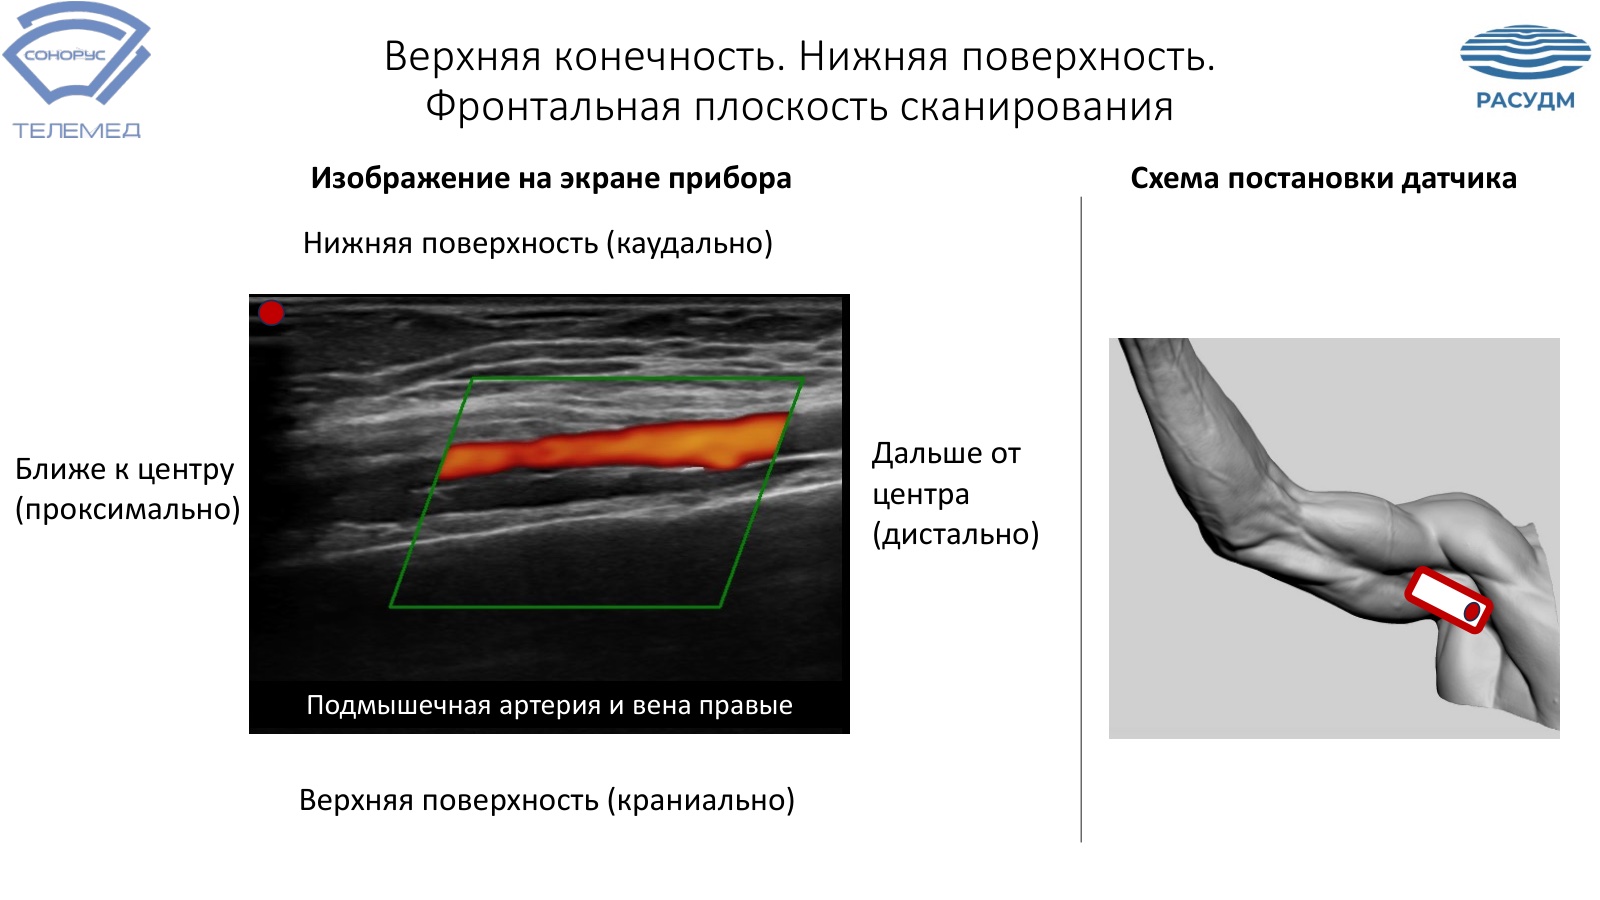 СОНОРУС
ТЕЛЕМЕД
Верхняя конечность. Нижняя поверхность.
Фронтальная плоскость сканирования
РАСУДМ
Изображение на экране прибора
Схема постановки датчика
Нижняя поверхность (каудально)
Ближе к центру
(проксимально)
Дальше от
центра
(дистально)
Подмышечная артерия и вена правые
Верхняя поверхность (краниально)